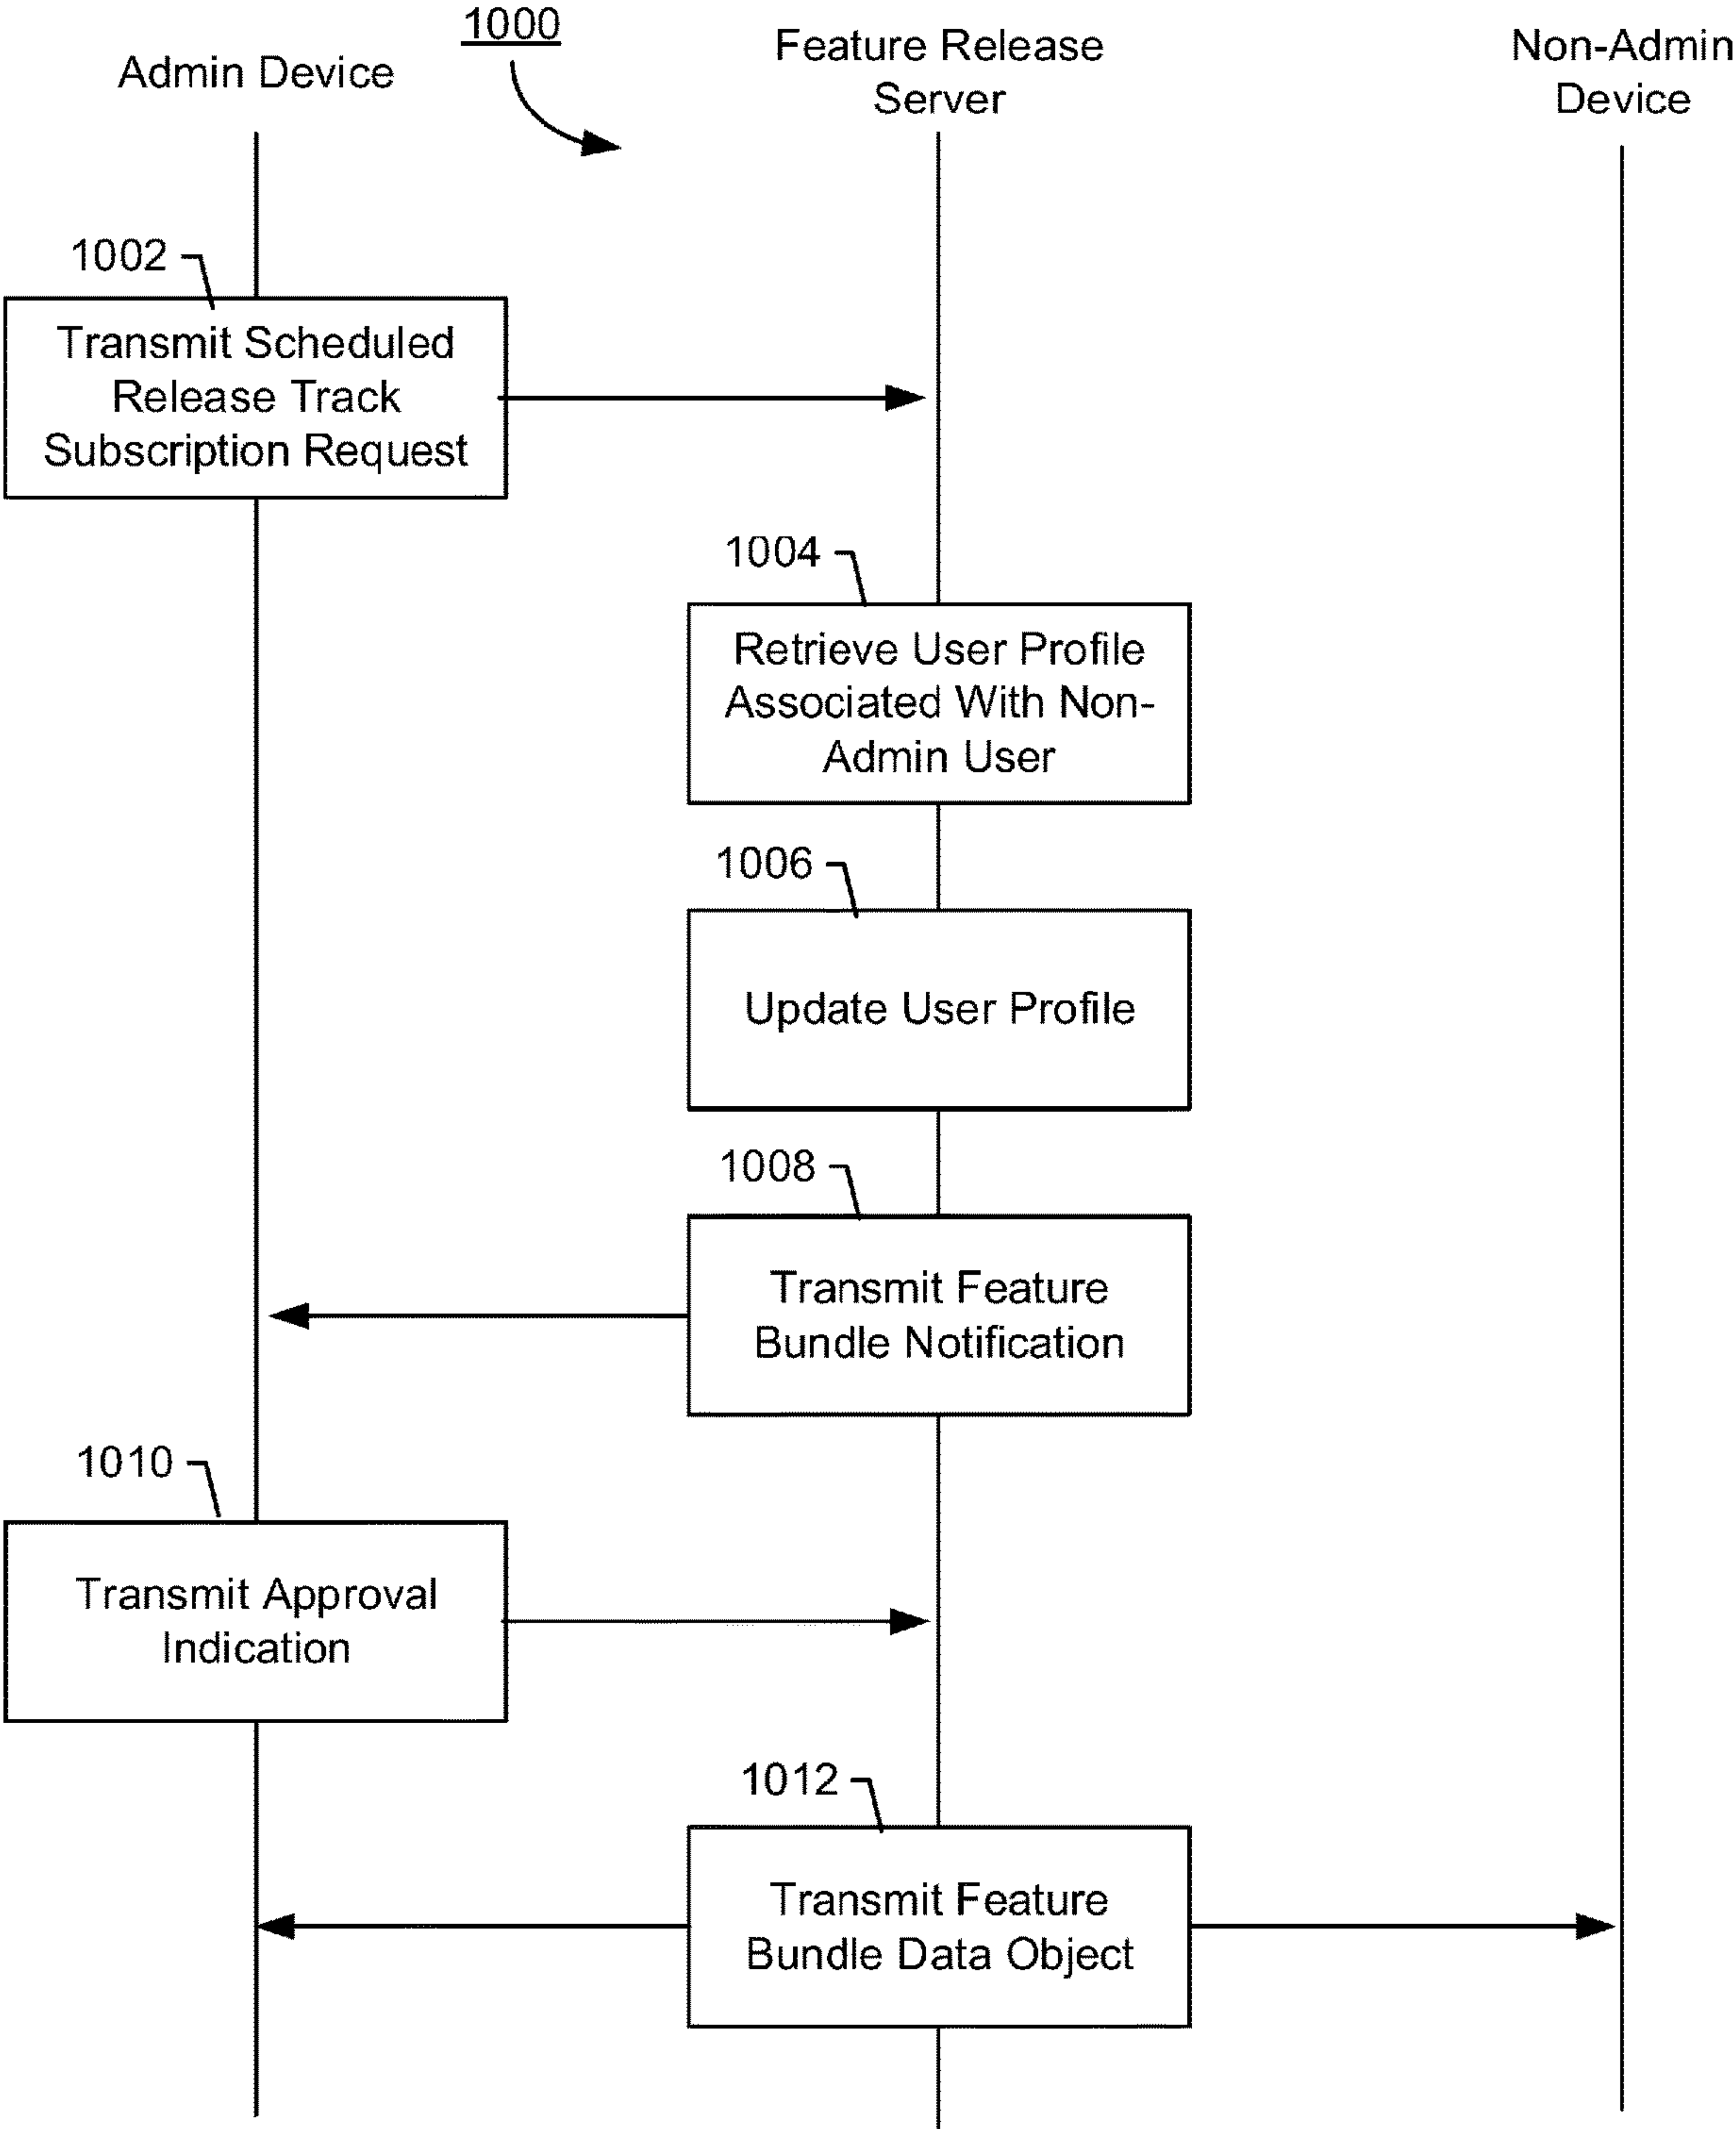 1000
Admin Device
Feature Release
Server
Non-Admin
Device
1002
Transmit Scheduled
Release Track
Subscription Request
1004
Retrieve User Profile
Associated With Non-
Admin User
1006
Update User Profile
1008
Transmit Feature
Bundle Notification
1010
Transmit Approval
Indication
1012
Transmit Feature
Bundle Data Object